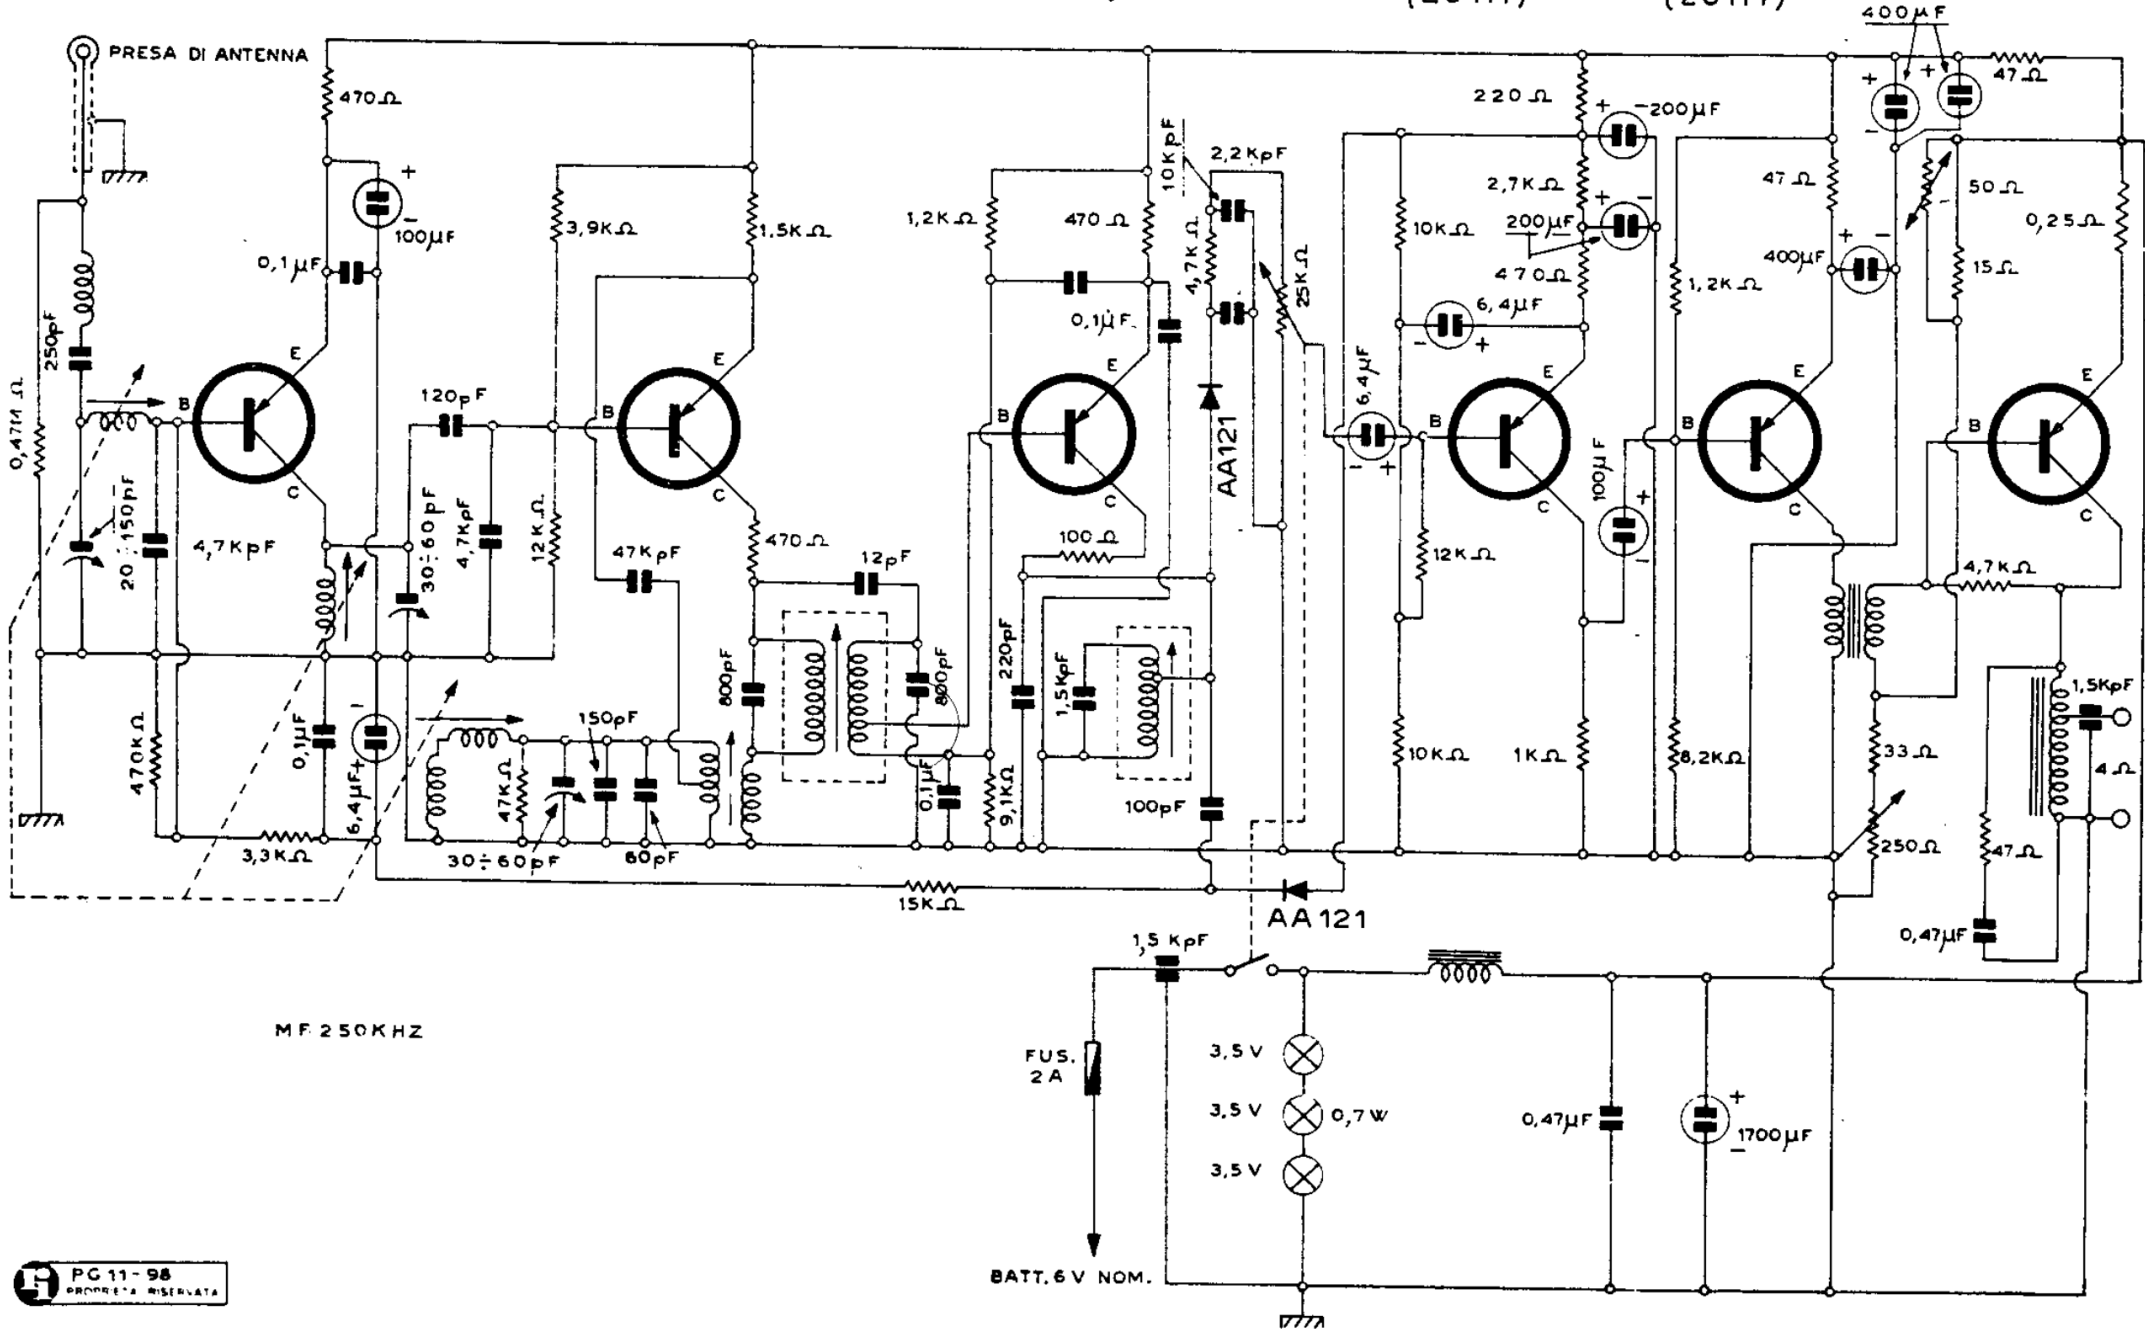 400µF
PRESA DI ANTENNA
47Ω
470Ω
220Ω
+
-
200µF
+
-
+
10KpF
2,2KpF
+
-
100µF
0,1µF
3,9KΩ
1,5KΩ
1,2KΩ
470Ω
4,7KΩ
25KΩ
10KΩ
2,7KΩ
+
-
200µF
470Ω
47Ω
50Ω
0,25Ω
+
-
400µF
15Ω
1,2KΩ
0,1µF
6,4µF
-
+
250pF
0,47MΩ
E
B
C
120pF
E
B
C
E
B
C
AA121
6,4µF
-
+
E
B
C
100µF
+
-
E
B
C
E
B
C
20÷150pF
4,7KpF
30÷60pF
4,7KpF
12KΩ
47KpF
470Ω
12pF
100Ω
12KΩ
4,7KΩ
800pF
800pF
220pF
1,5KpF
1,5KpF
470KΩ
0,1µF
-
6,4µF+
150pF
47KΩ
0,1µF
9,1KΩ
100pF
10KΩ
1KΩ
8,2KΩ
33Ω
4Ω
250Ω
47Ω
3,3KΩ
30÷60pF
60pF
15KΩ
AA121
0,47µF
1,5KpF
MF. 250KHZ
FUS.
2A
3,5V
3,5V
0,7W
3,5V
0,47µF
+
1700µF
-
BATT. 6V NOM.
PG 11-98
PROPRIETA RISERVATA